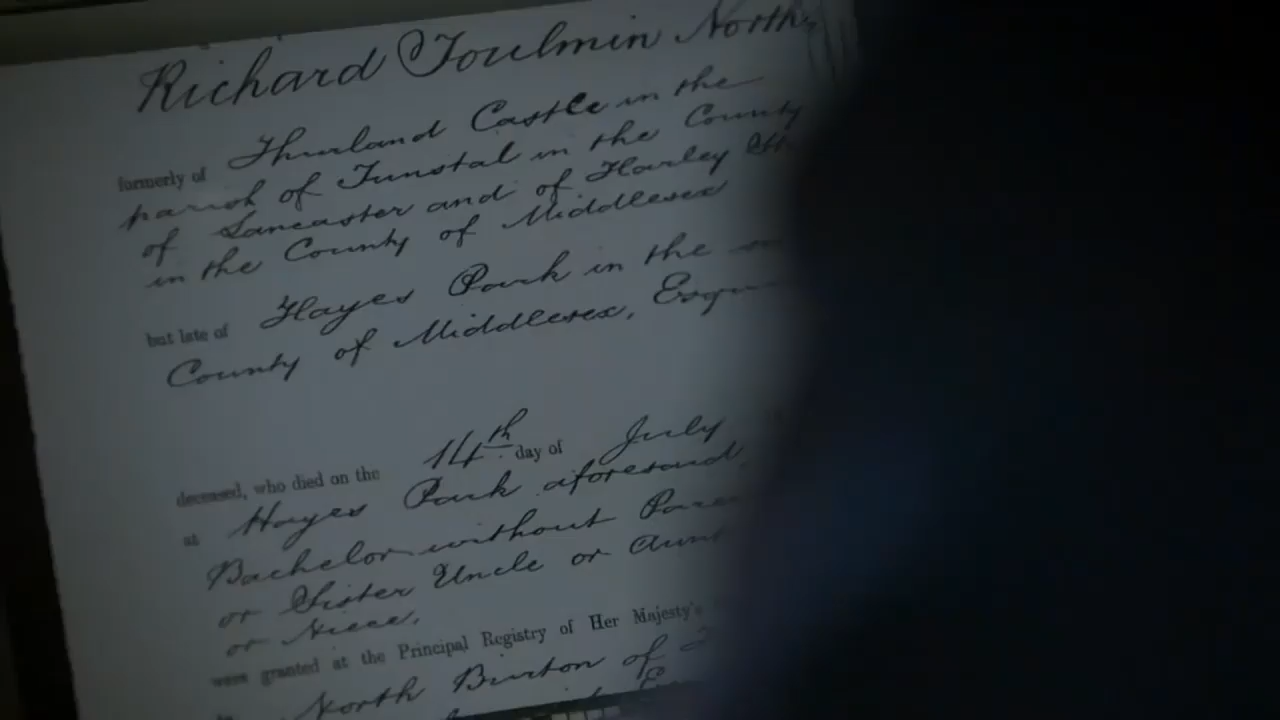 Richard Toulmin North
formerly of Thurland Castle in the
parish of Tunstal in the County
of Lancaster and of Harley
in the County of Middlesex
but late of Hayes Park in the
County of Middlesex,
deceased, who died on the 14th day of July
at Hayes Park aforesaid,
Bachelor without
or Sister Uncle or Aunt
or Niece,
were granted at the Principal Registry of Her Majesty's
North Burton of